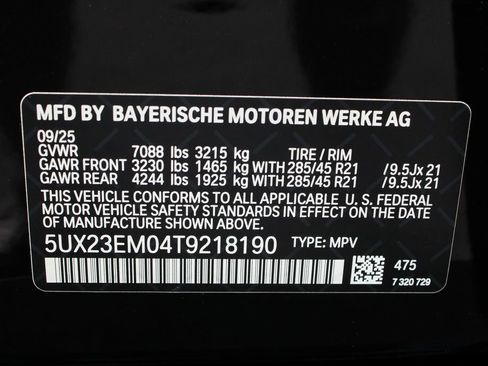 MFD BY BAYERISCHE MOTOREN WERKE AG
09/25
GVWR 7088 lbs 3215 kg TIRE / RIM
GAWR FRONT 3230 lbs 1465 kg WITH 285/45 R21 / 9.5Jx 21
GAWR REAR 4244 lbs 1925 kg WITH 285/45 R21 / 9.5Jx 21
THIS VEHICLE CONFORMS TO ALL APPLICABLE U. S. FEDERAL
MOTOR VEHICLE SAFETY STANDARDS IN EFFECT ON THE DATE
OF MANUFACTURE SHOWN ABOVE.
5UX23EM04T9218190 TYPE: MPV
475
7 320 729